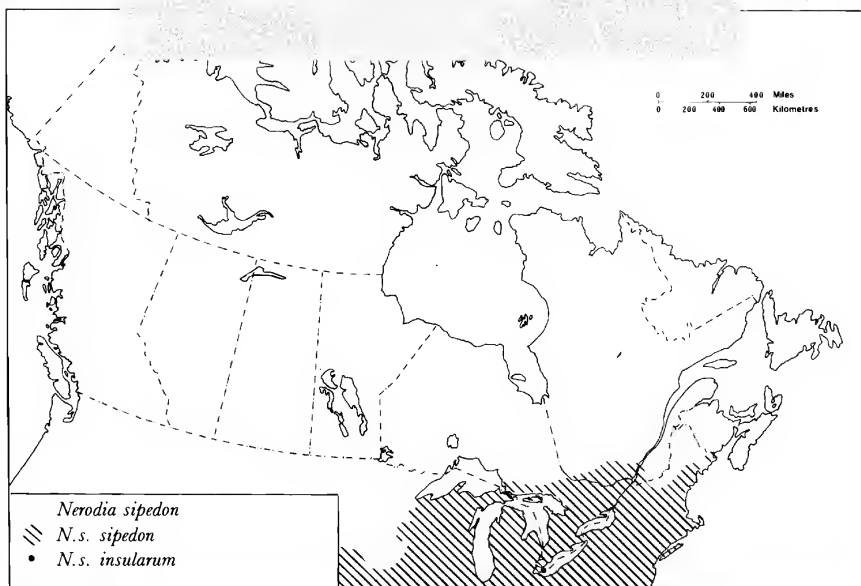 0 200 400 Miles
0 200 400 600 Kilometres
Nerodia sipedon
N.s. sipedon
N.s. insularum